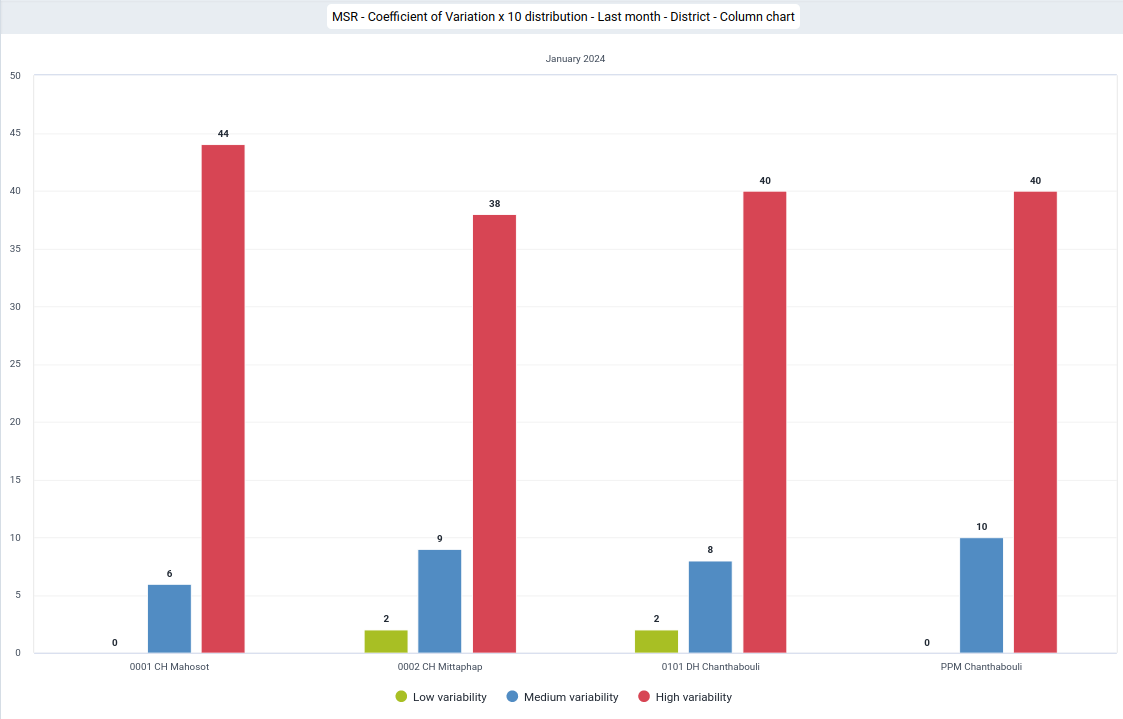 MSR - Coefficient of Variation x 10 distribution - Last month - District - Column chart
January 2024
50
45
40
35
30
25
20
15
10
5
0
0
6
44
2
9
38
2
8
40
0
10
40
0001 CH Mahosot
0002 CH Mittaphap
0101 DH Chanthabouli
PPM Chanthabouli
Low variability
Medium variability
High variability